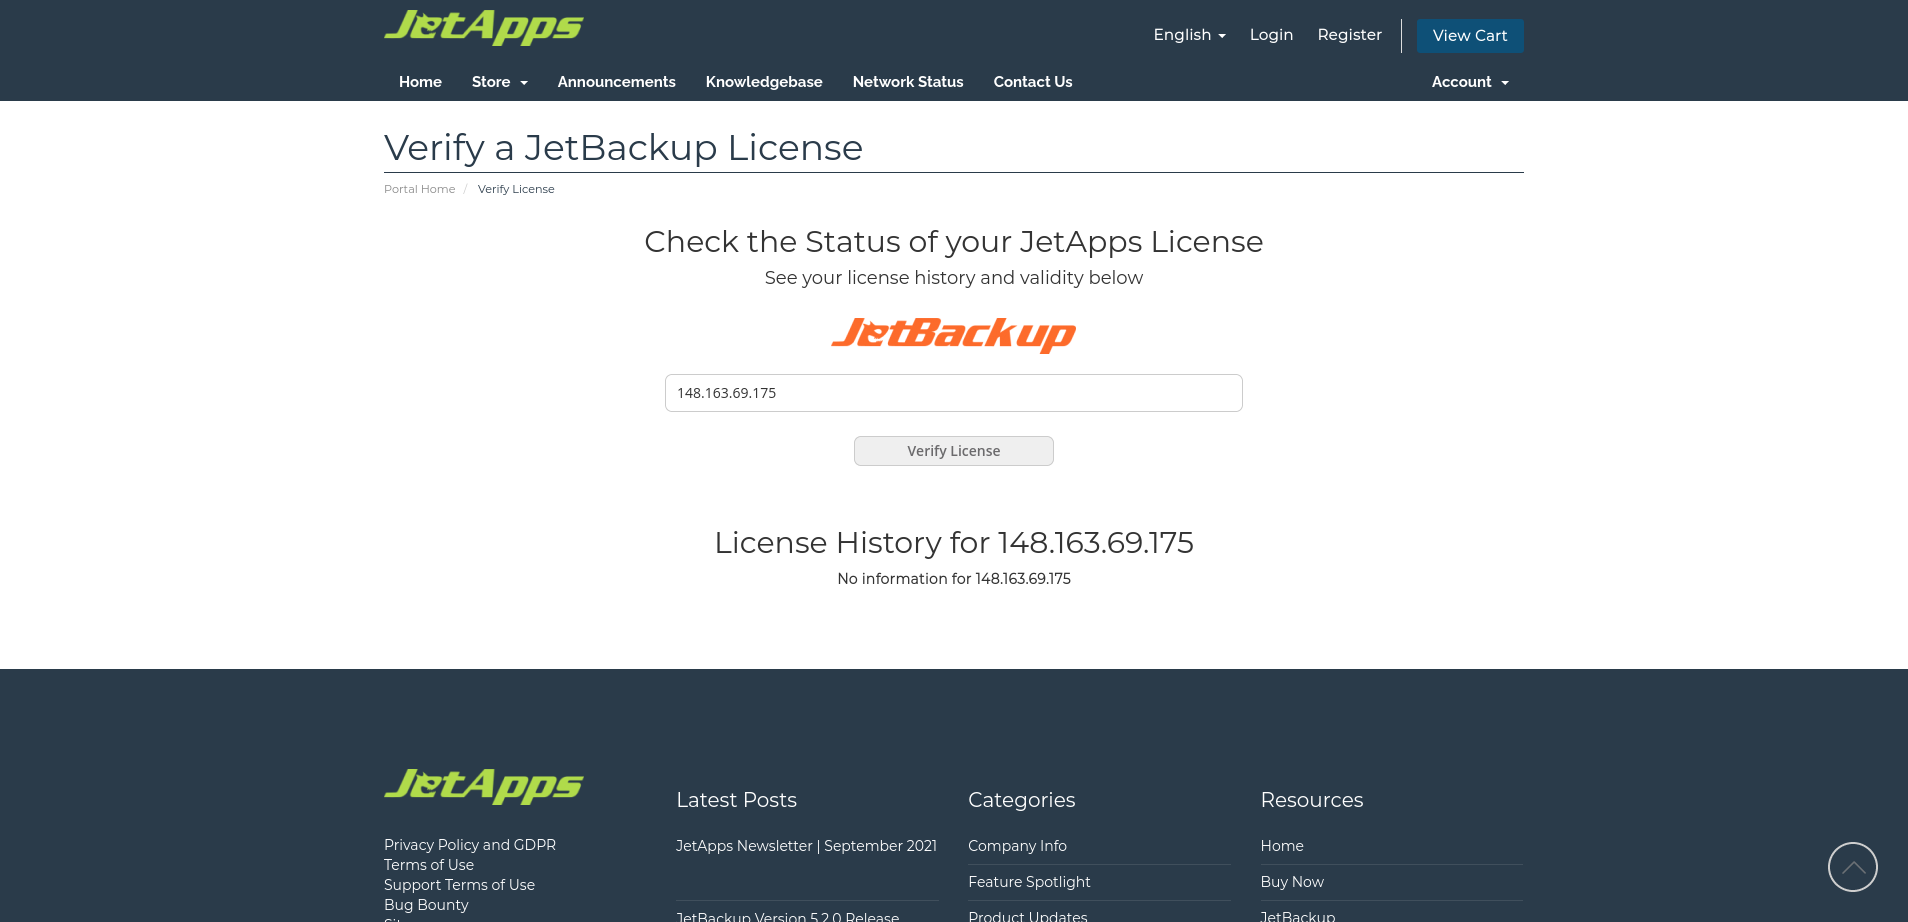 JetApps
English
Login
Register
View Cart
Home
Store
Announcements
Knowledgebase
Network Status
Contact Us
Account
Verify a JetBackup License
Portal Home / Verify License
Check the Status of your JetApps License
See your license history and validity below
JetBackup
148.163.69.175
Verify License
License History for 148.163.69.175
No information for 148.163.69.175
JetApps
Privacy Policy and GDPR
Terms of Use
Support Terms of Use
Bug Bounty
Latest Posts
JetApps Newsletter | September 2021
JetBackup Version 5.2.0 Release
Categories
Company Info
Feature Spotlight
Product Updates
Resources
Home
Buy Now
JetBackup